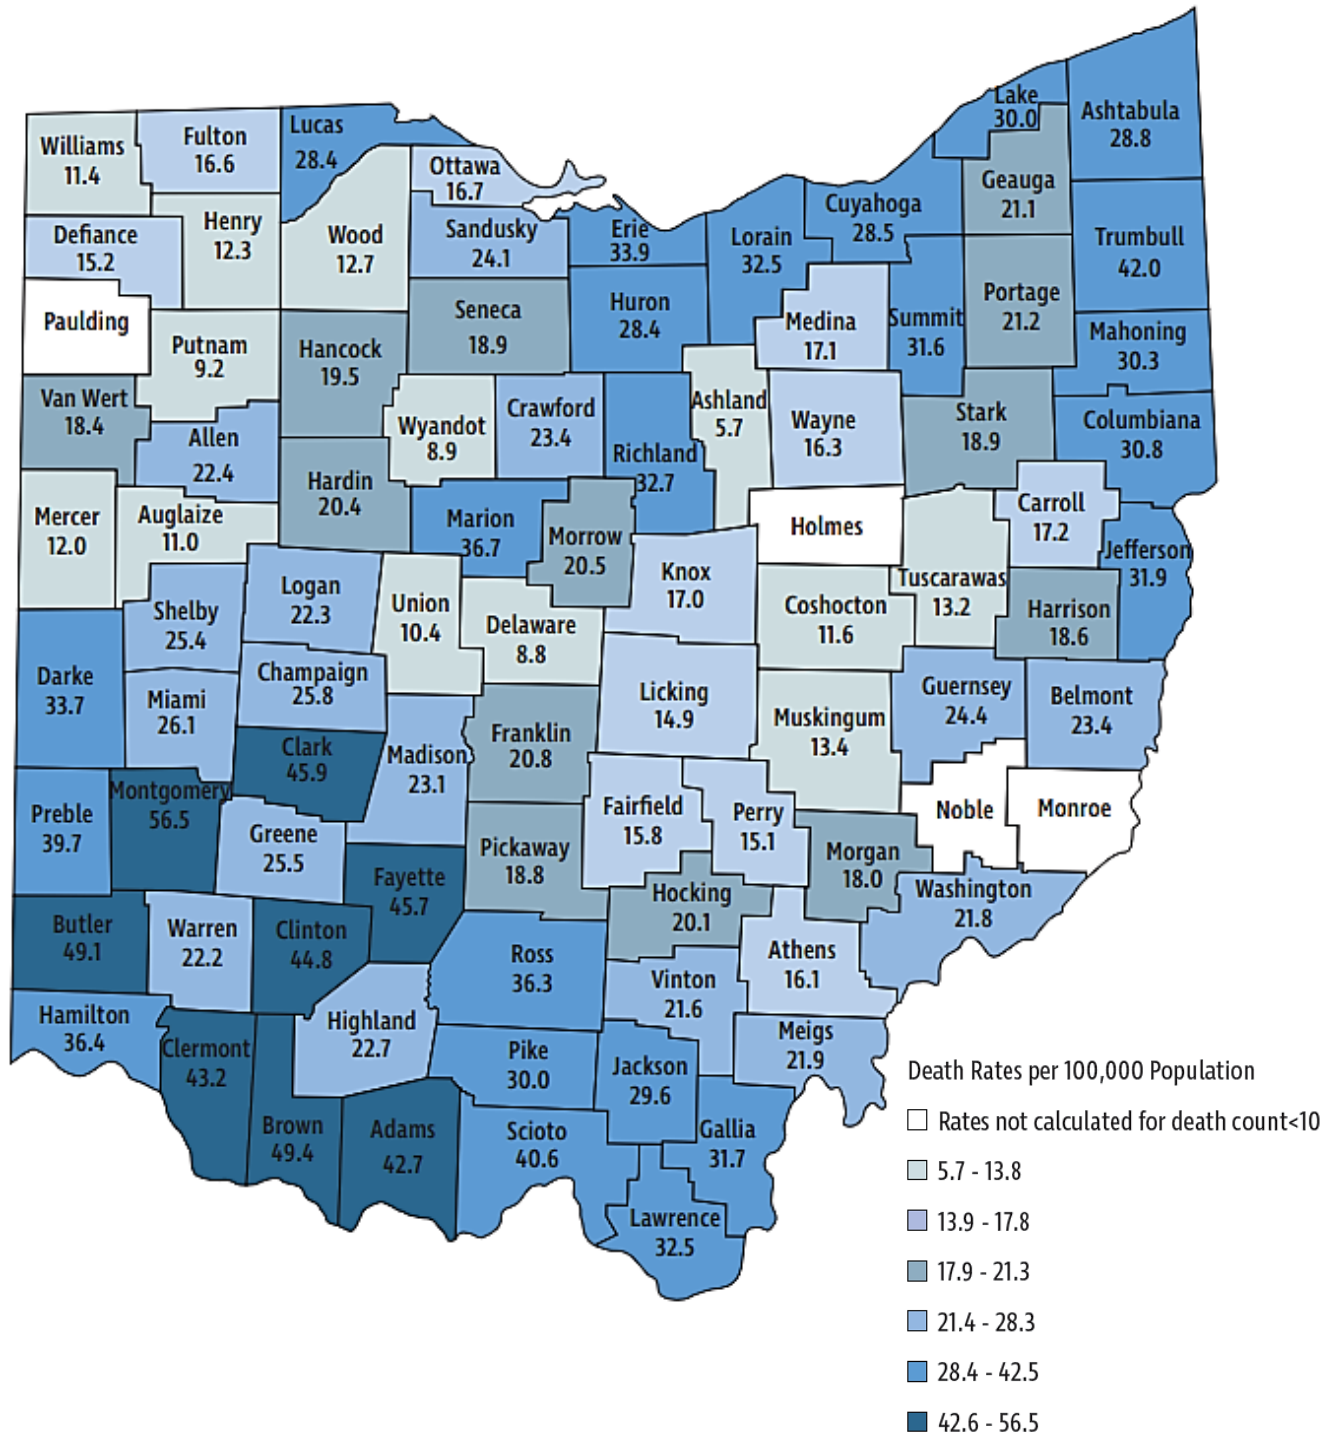 Lake
30.0
Ashtabula
28.8
Williams
11.4
Fulton
16.6
Lucas
28.4
Ottawa
16.7
Geauga
21.1
Defiance
15.2
Henry
12.3
Wood
12.7
Sandusky
24.1
Erie
33.9
Lorain
32.5
Cuyahoga
28.5
Trumbull
42.0
Paulding
Putnam
9.2
Hancock
19.5
Seneca
18.9
Huron
28.4
Medina
17.1
Summit
31.6
Portage
21.2
Mahoning
30.3
Van Wert
18.4
Allen
22.4
Hardin
20.4
Wyandot
8.9
Crawford
23.4
Richland
32.7
Ashland
5.7
Wayne
16.3
Stark
18.9
Columbiana
30.8
Mercer
12.0
Auglaize
11.0
Marion
36.7
Morrow
20.5
Holmes
Carroll
17.2
Jefferson
31.9
Shelby
25.4
Logan
22.3
Union
10.4
Delaware
8.8
Knox
17.0
Coshocton
11.6
Tuscarawas
13.2
Harrison
18.6
Darke
33.7
Miami
26.1
Champaign
25.8
Licking
14.9
Muskingum
13.4
Guernsey
24.4
Belmont
23.4
Clark
45.9
Madison
23.1
Franklin
20.8
Preble
39.7
Montgomery
56.5
Greene
25.5
Fairfield
15.8
Perry
15.1
Noble
Monroe
Fayette
45.7
Pickaway
18.8
Hocking
20.1
Morgan
18.0
Washington
21.8
Butler
49.1
Warren
22.2
Clinton
44.8
Ross
36.3
Athens
16.1
Vinton
21.6
Hamilton
36.4
Clermont
43.2
Highland
22.7
Pike
30.0
Jackson
29.6
Meigs
21.9
Brown
49.4
Adams
42.7
Scioto
40.6
Gallia
31.7
Lawrence
32.5
Death Rates per 100,000 Population
Rates not calculated for death count<10
5.7 - 13.8
13.9 - 17.8
17.9 - 21.3
21.4 - 28.3
28.4 - 42.5
42.6 - 56.5